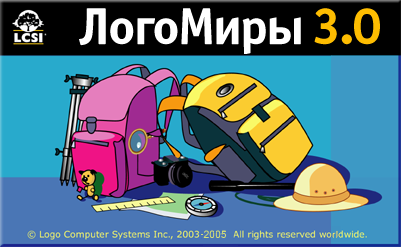 LCSI
ЛогоМиры 3.0
© Logo Computer Systems Inc., 2003-2005 All rights reserved worldwide.